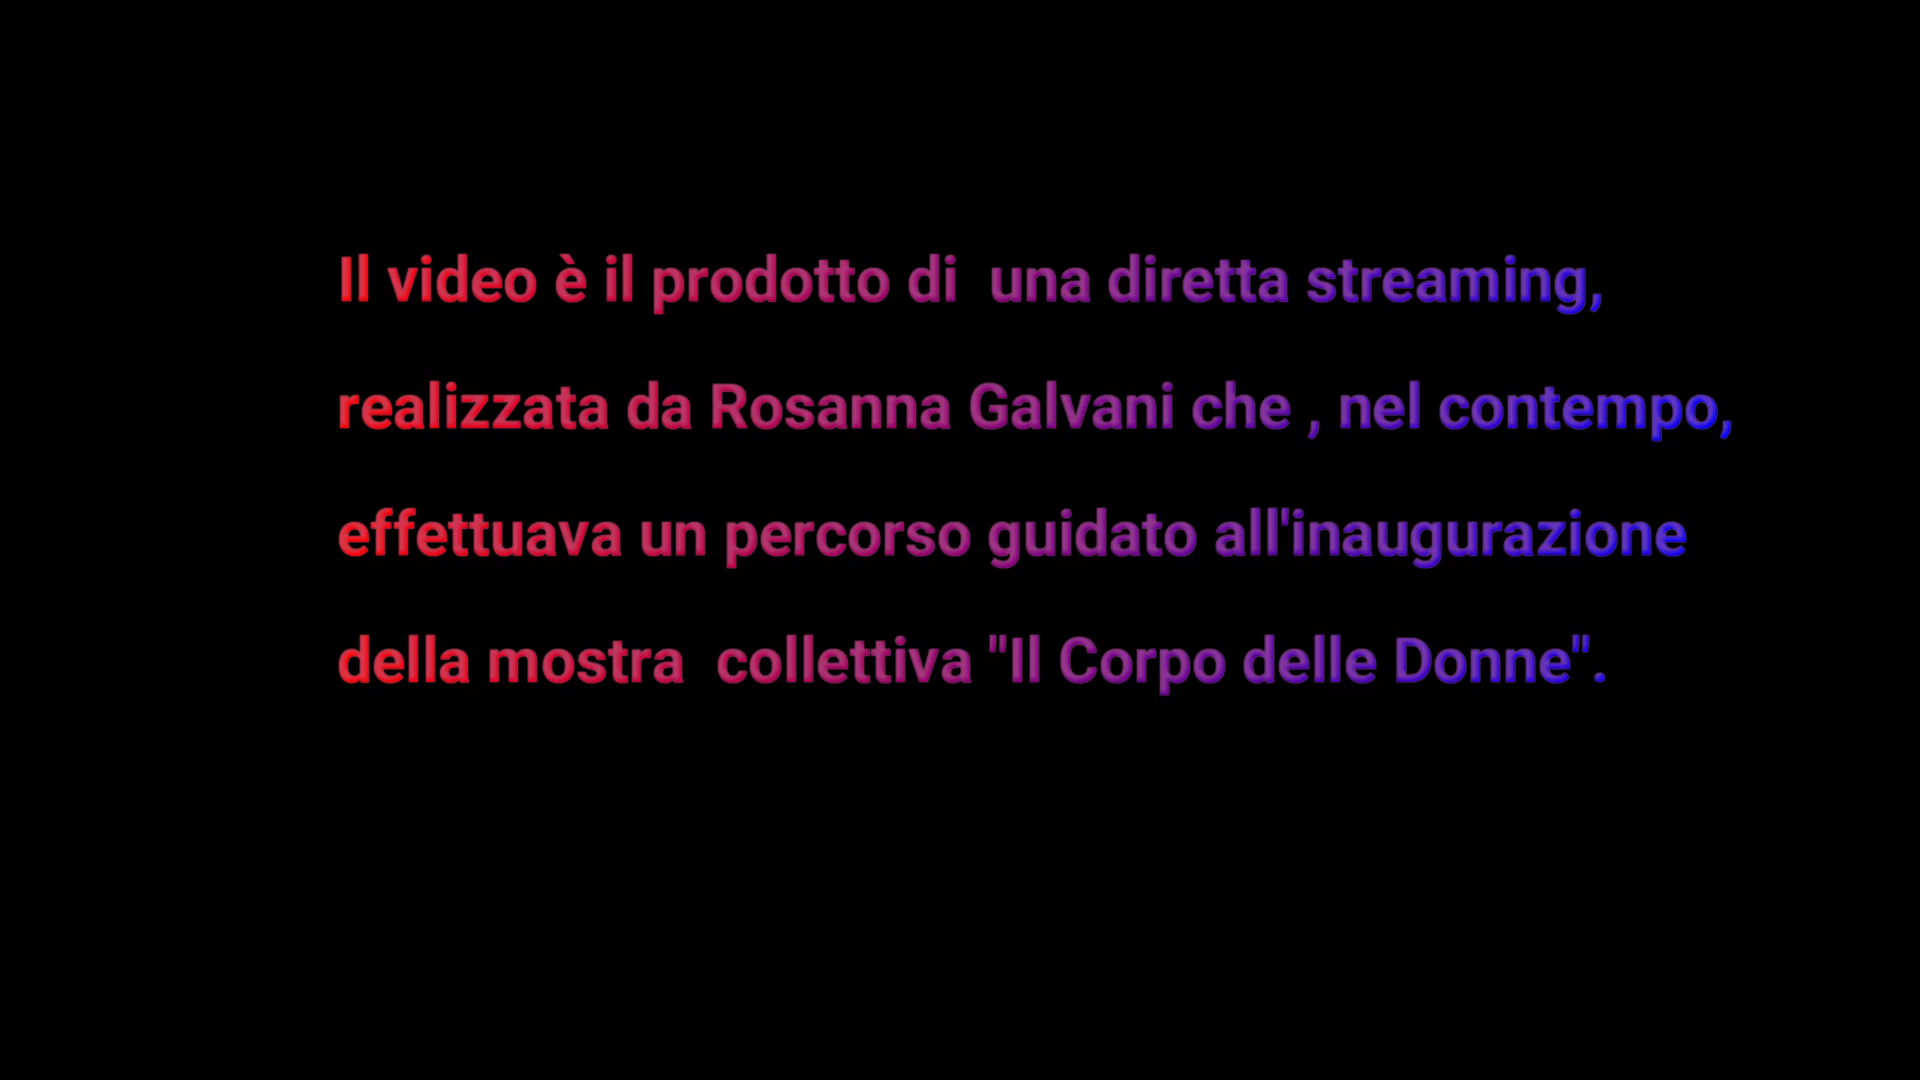 Il video è il prodotto di  una diretta streaming,
realizzata da Rosanna Galvani che , nel contempo,
effettuava un percorso guidato all'inaugurazione
della mostra  collettiva "Il Corpo delle Donne".